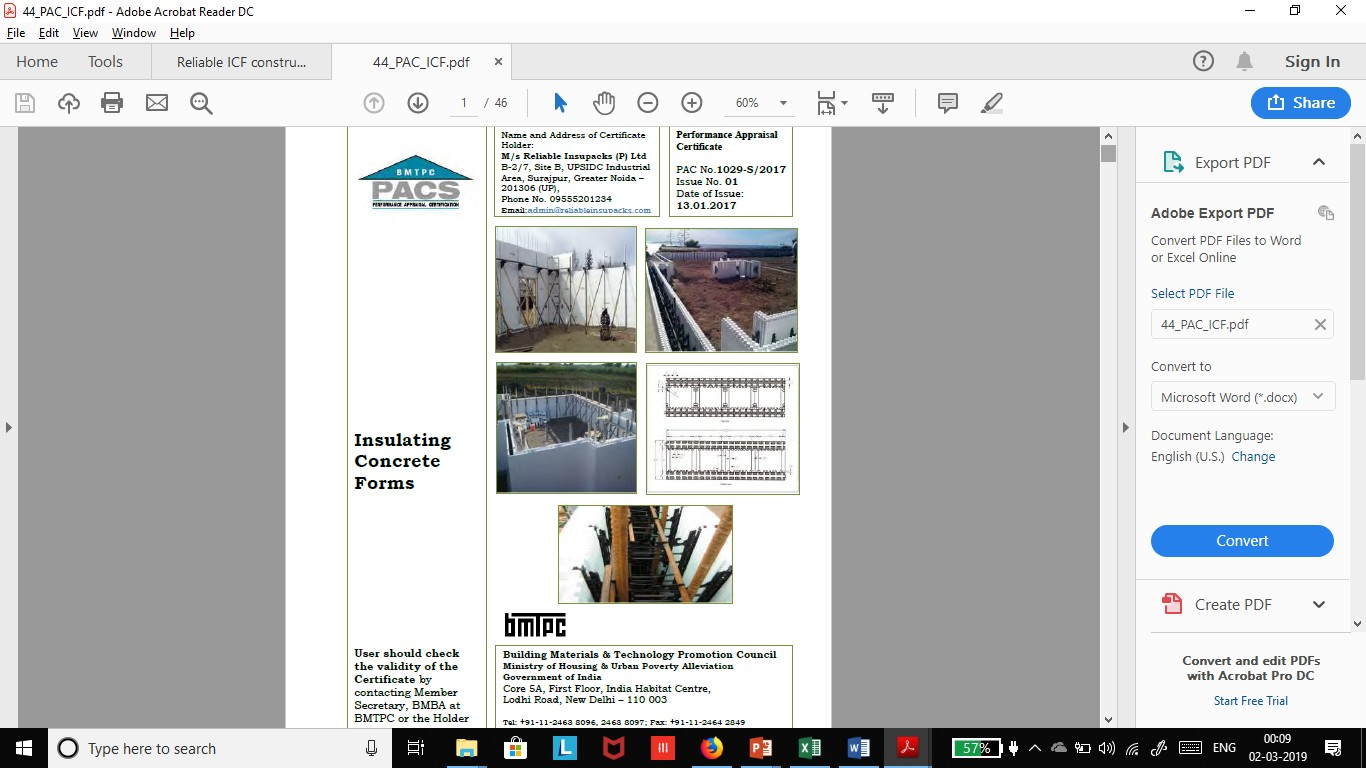 44_PAC_ICF.pdf - Adobe Acrobat Reader DC
File Edit View Window Help
Home Tools Reliable ICF constru... 44_PAC_ICF.pdf × Sign In
1 / 46 60% Share
BMTPC
PACS
PERFORMANCE APPRAISAL CERTIFICATION
Name and Address of Certificate
Holder:
M/s Reliable Insupacks (P) Ltd
B-2/7, Site B, UPSIDC Industrial
Area, Surajpur, Greater Noida –
201306 (UP),
Phone No. 09555201234
Email:admin@reliableinsupacks.com
Performance Appraisal
Certificate
PAC No.1029-S/2017
Issue No. 01
Date of Issue:
13.01.2017
Insulating
Concrete
Forms
bmTpc
User should check
the validity of the
Certificate by
contacting Member
Secretary, BMBA at
BMTPC or the Holder
Building Materials & Technology Promotion Council
Ministry of Housing & Urban Poverty Alleviation
Government of India
Core 5A, First Floor, India Habitat Centre,
Lodhi Road, New Delhi – 110 003
Tel: +91-11-2463 8096, 2463 8097; Fax: +91-11-2464 2849
Export PDF
Adobe Export PDF
Convert PDF Files to Word
or Excel Online
Select PDF File
44_PAC_ICF.pdf
Convert to
Microsoft Word (*.docx)
Document Language:
English (U.S.) Change
Convert
Create PDF
Convert and edit PDFs
with Acrobat Pro DC
Start Free Trial
Type here to search
57%
ENG
00:09
02-03-2019